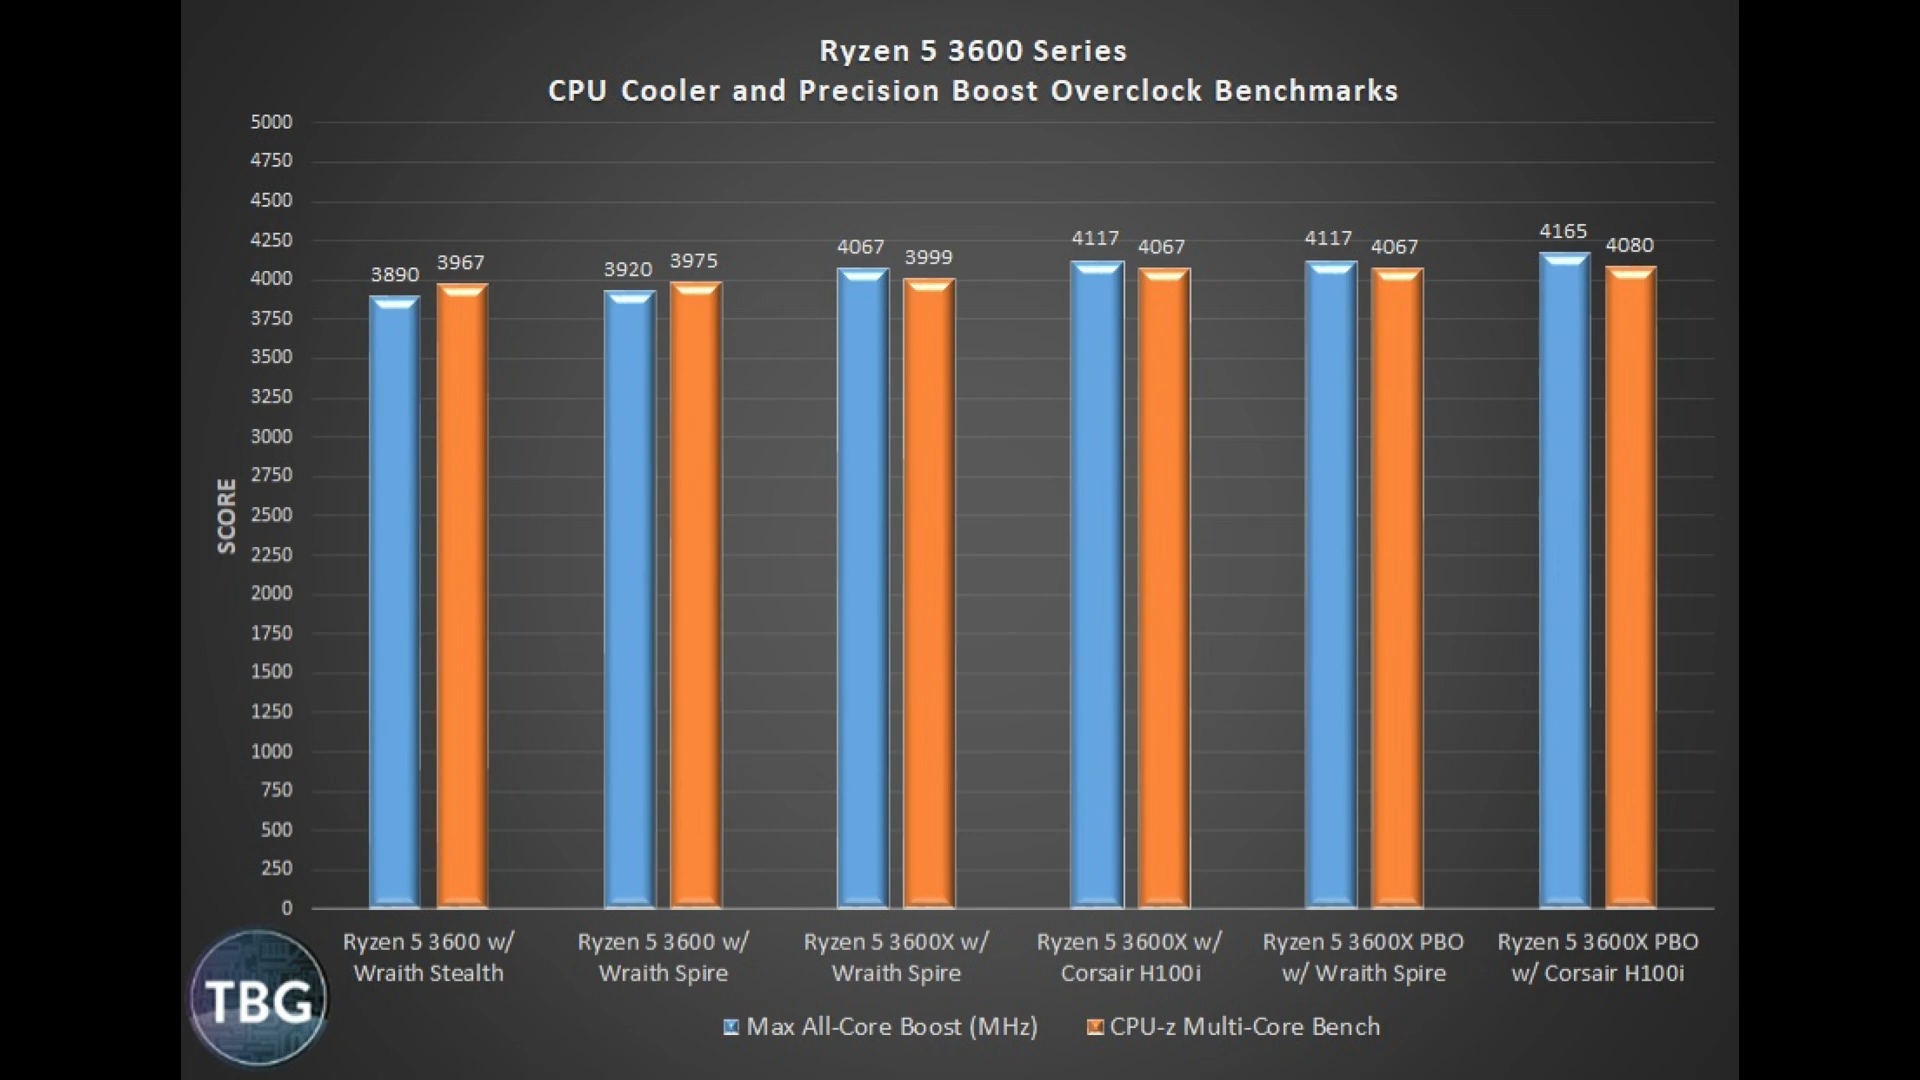 Ryzen 5 3600 Series
CPU Cooler and Precision Boost Overclock Benchmarks
5000
4750
4500
4250
4000
3750
3500
3250
3000
2750
2500
2250
2000
1750
1500
1250
1000
750
500
250
0
SCORE
3890
3967
3920
3975
4067
3999
4117
4067
4117
4067
4165
4080
Ryzen 5 3600 w/
Wraith Stealth
Ryzen 5 3600 w/
Wraith Spire
Ryzen 5 3600X w/
Wraith Spire
Ryzen 5 3600X w/
Corsair H100i
Ryzen 5 3600X PBO
w/ Wraith Spire
Ryzen 5 3600X PBO
w/ Corsair H100i
TBG
Max All-Core Boost (MHz)
CPU-z Multi-Core Bench